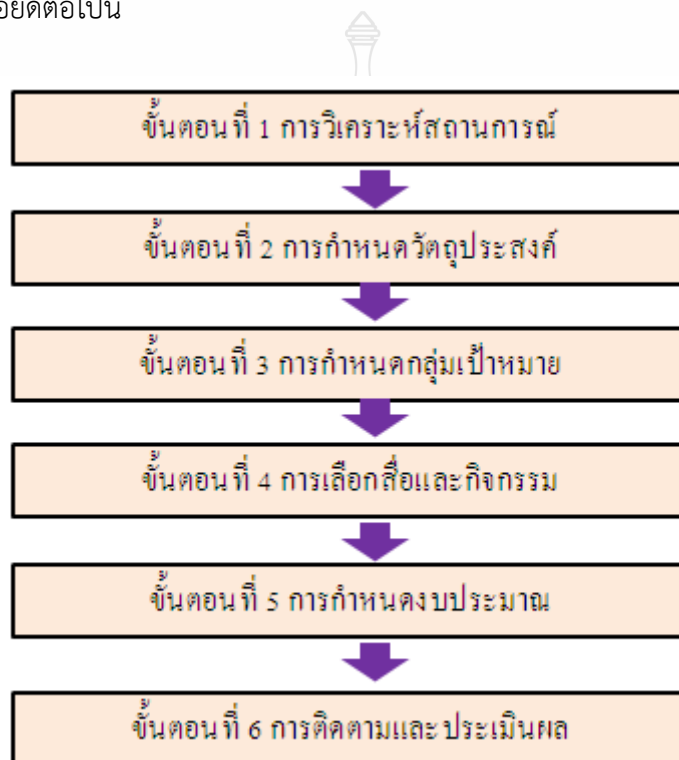 ขั้นตอนที่ 1 การวิเคราะห์สถานการณ์
ขั้นตอนที่ 2 การกำหนดวัตถุประสงค์
ขั้นตอนที่ 3 การกำหนดกลุ่มเป้าหมาย
ขั้นตอนที่ 4 การเลือกสื่อและกิจกรรม
ขั้นตอนที่ 5 การกำหนดงบประมาณ
ขั้นตอนที่ 6 การติดตามและประเมินผล